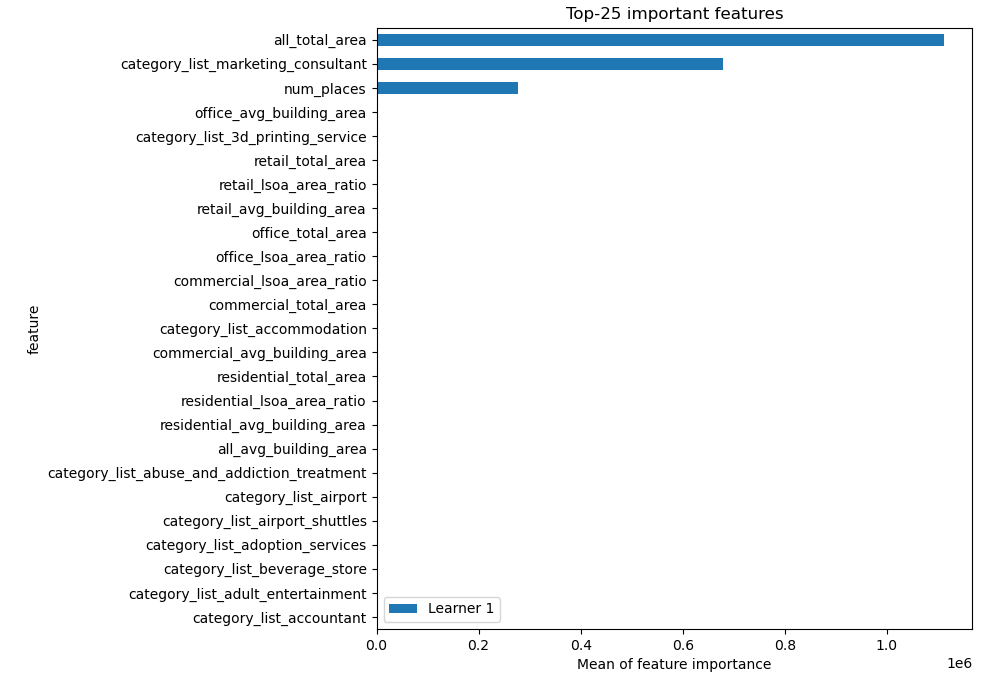 Top-25 important features
all_total_area
category_list_marketing_consultant
num_places
office_avg_building_area
category_list_3d_printing_service
retail_total_area
retail_lsoa_area_ratio
retail_avg_building_area
office_total_area
office_lsoa_area_ratio
commercial_lsoa_area_ratio
commercial_total_area
category_list_accommodation
commercial_avg_building_area
residential_total_area
residential_lsoa_area_ratio
residential_avg_building_area
all_avg_building_area
category_list_abuse_and_addiction_treatment
category_list_airport
category_list_airport_shuttles
category_list_adoption_services
category_list_beverage_store
category_list_adult_entertainment
category_list_accountant
feature
Learner 1
0.0 0.2 0.4 0.6 0.8 1.0
1e6
Mean of feature importance